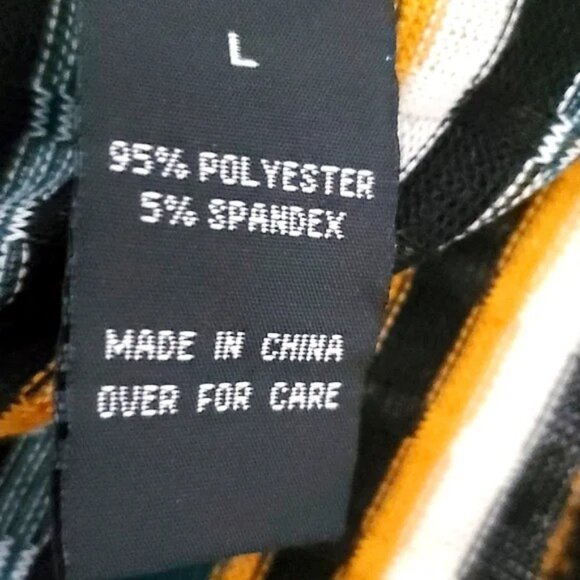 L
95% POLYESTER
5% SPANDEX
MADE IN CHINA
OVER FOR CARE